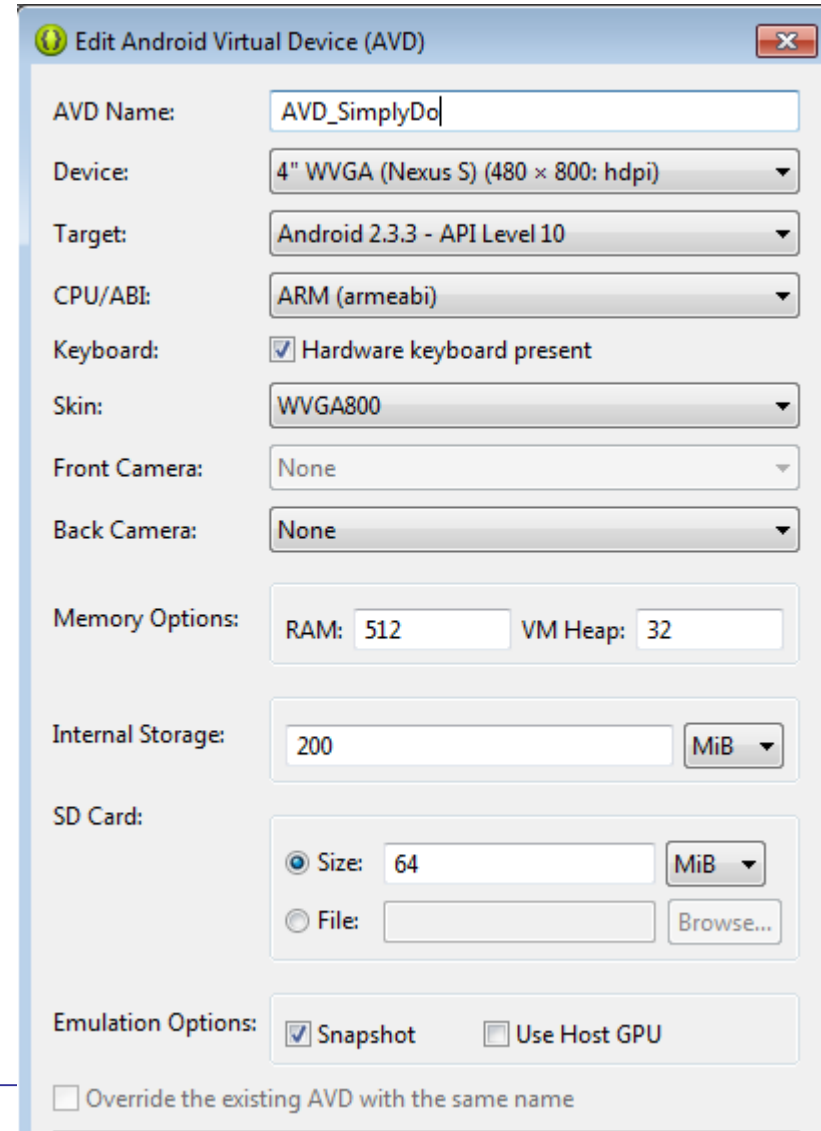 Edit Android Virtual Device (AVD)
AVD Name: AVD_SimplyDo
Device: 4" WVGA (Nexus S) (480 × 800: hdpi)
Target: Android 2.3.3 - API Level 10
CPU/ABI: ARM (armeabi)
Keyboard: Hardware keyboard present
Skin: WVGA800
Front Camera: None
Back Camera: None
Memory Options: RAM: 512 VM Heap: 32
Internal Storage: 200 MiB
SD Card:
Size: 64 MiB
File: Browse...
Emulation Options: Snapshot Use Host GPU
Override the existing AVD with the same name